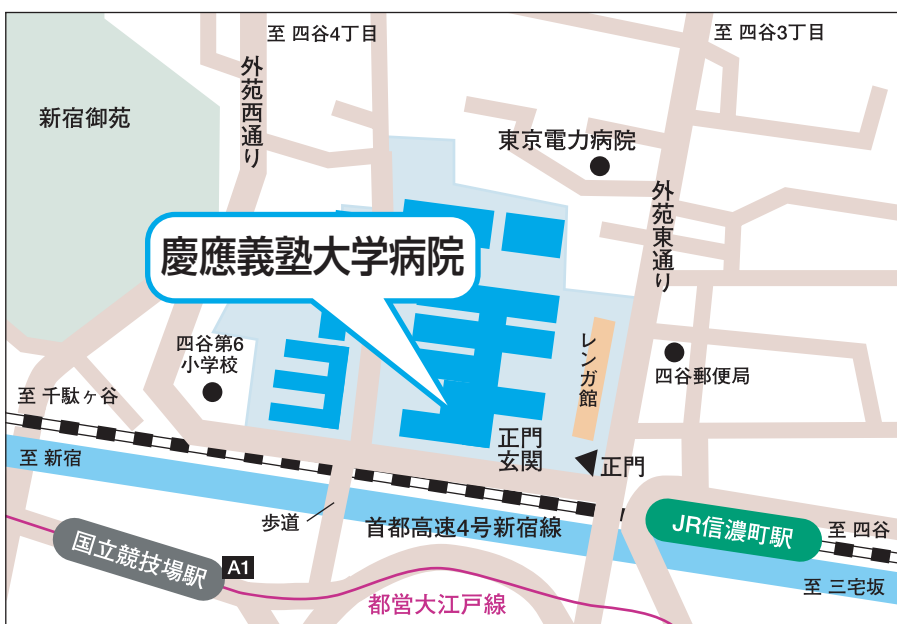 至 四谷4丁目
至 四谷3丁目
外苑西通り
新宿御苑
東京電力病院
外苑東通り
慶應義塾大学病院
四谷第6
小学校
レンガ館
四谷郵便局
至 千駄ヶ谷
正門
玄関
正門
至 新宿
歩道
首都高速4号新宿線
JR信濃町駅
至 四谷
国立競技場駅
A1
至 三宅坂
都営大江戸線